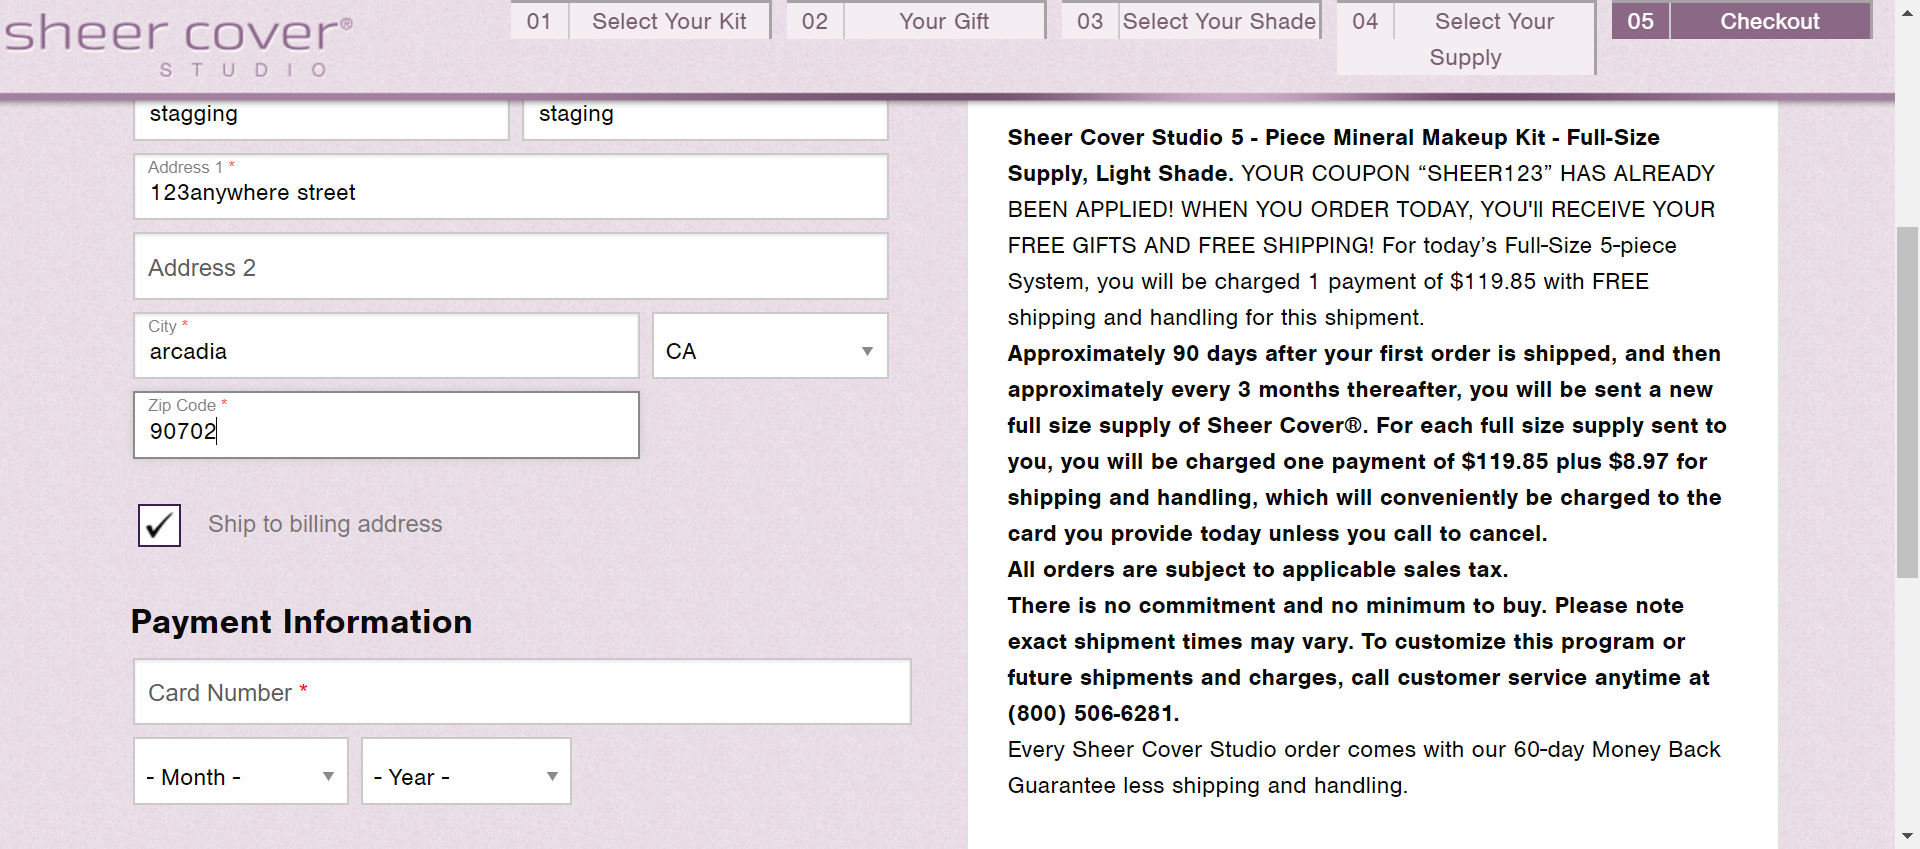 sheer cover®
STUDIO
01 Select Your Kit
02 Your Gift
03 Select Your Shade
04 Select Your
Supply
05 Checkout
stagging
staging
Address 1 *
123anywhere street
Address 2
City *
arcadia
CA
Zip Code *
90702
Ship to billing address
Payment Information
Card Number *
- Month -
- Year -
Sheer Cover Studio 5 - Piece Mineral Makeup Kit - Full-Size
Supply, Light Shade. YOUR COUPON “SHEER123” HAS ALREADY
BEEN APPLIED! WHEN YOU ORDER TODAY, YOU'll RECEIVE YOUR
FREE GIFTS AND FREE SHIPPING! For today’s Full-Size 5-piece
System, you will be charged 1 payment of $119.85 with FREE
shipping and handling for this shipment.
Approximately 90 days after your first order is shipped, and then
approximately every 3 months thereafter, you will be sent a new
full size supply of Sheer Cover®. For each full size supply sent to
you, you will be charged one payment of $119.85 plus $8.97 for
shipping and handling, which will conveniently be charged to the
card you provide today unless you call to cancel.
All orders are subject to applicable sales tax.
There is no commitment and no minimum to buy. Please note
exact shipment times may vary. To customize this program or
future shipments and charges, call customer service anytime at
(800) 506-6281.
Every Sheer Cover Studio order comes with our 60-day Money Back
Guarantee less shipping and handling.